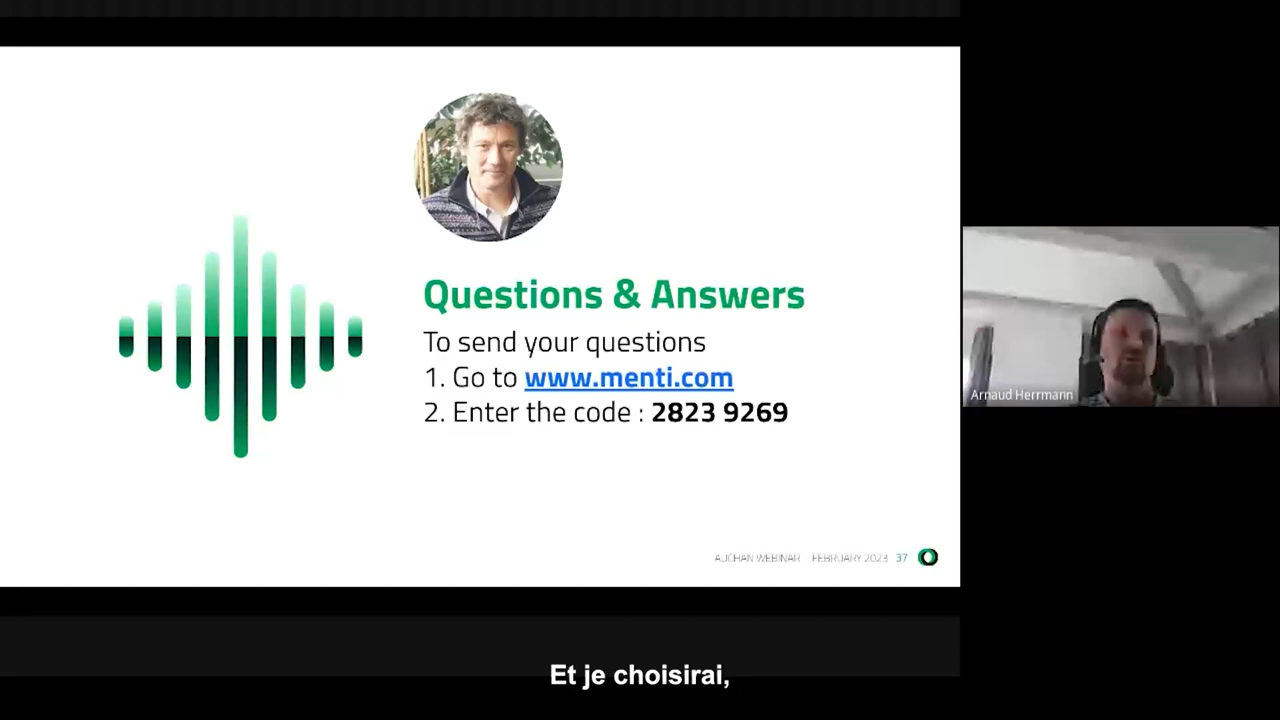 Questions & Answers
To send your questions
1. Go to www.menti.com
2. Enter the code : 2823 9269
AUCHAN WEBINAR FEBRUARY 2023 37
Arnaud Herrmann
Et je choisirai,